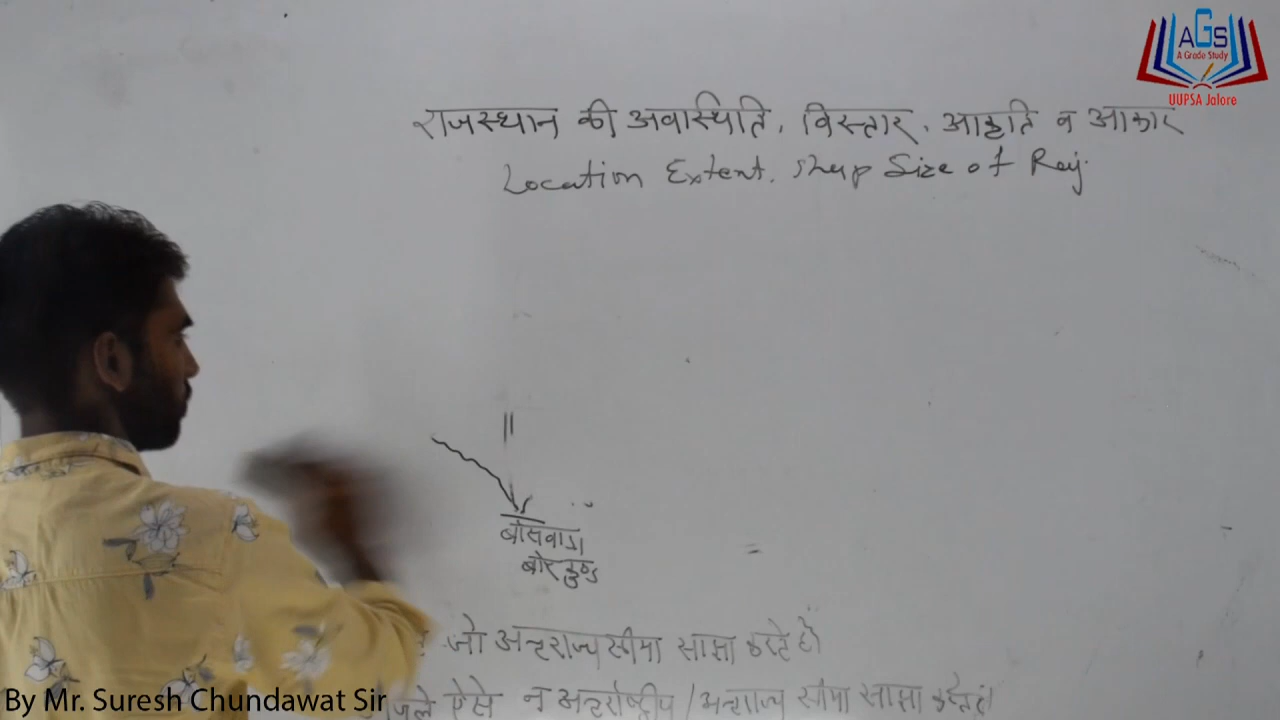 AGS
A Grade Study
UUPSA Jalore
राजस्थान की अवास्थिति, विस्तार, आकृति व आकार
Location Extent. Shap Size of Raj.
बांसवाडा
बोरकुण्ड
जो अन्तराज्य सीमा साझा करते है
जिले ऐसे न अन्तर्राष्ट्रीय / अन्तराज्य सीमा साझा करते है।
By Mr. Suresh Chundawat Sir